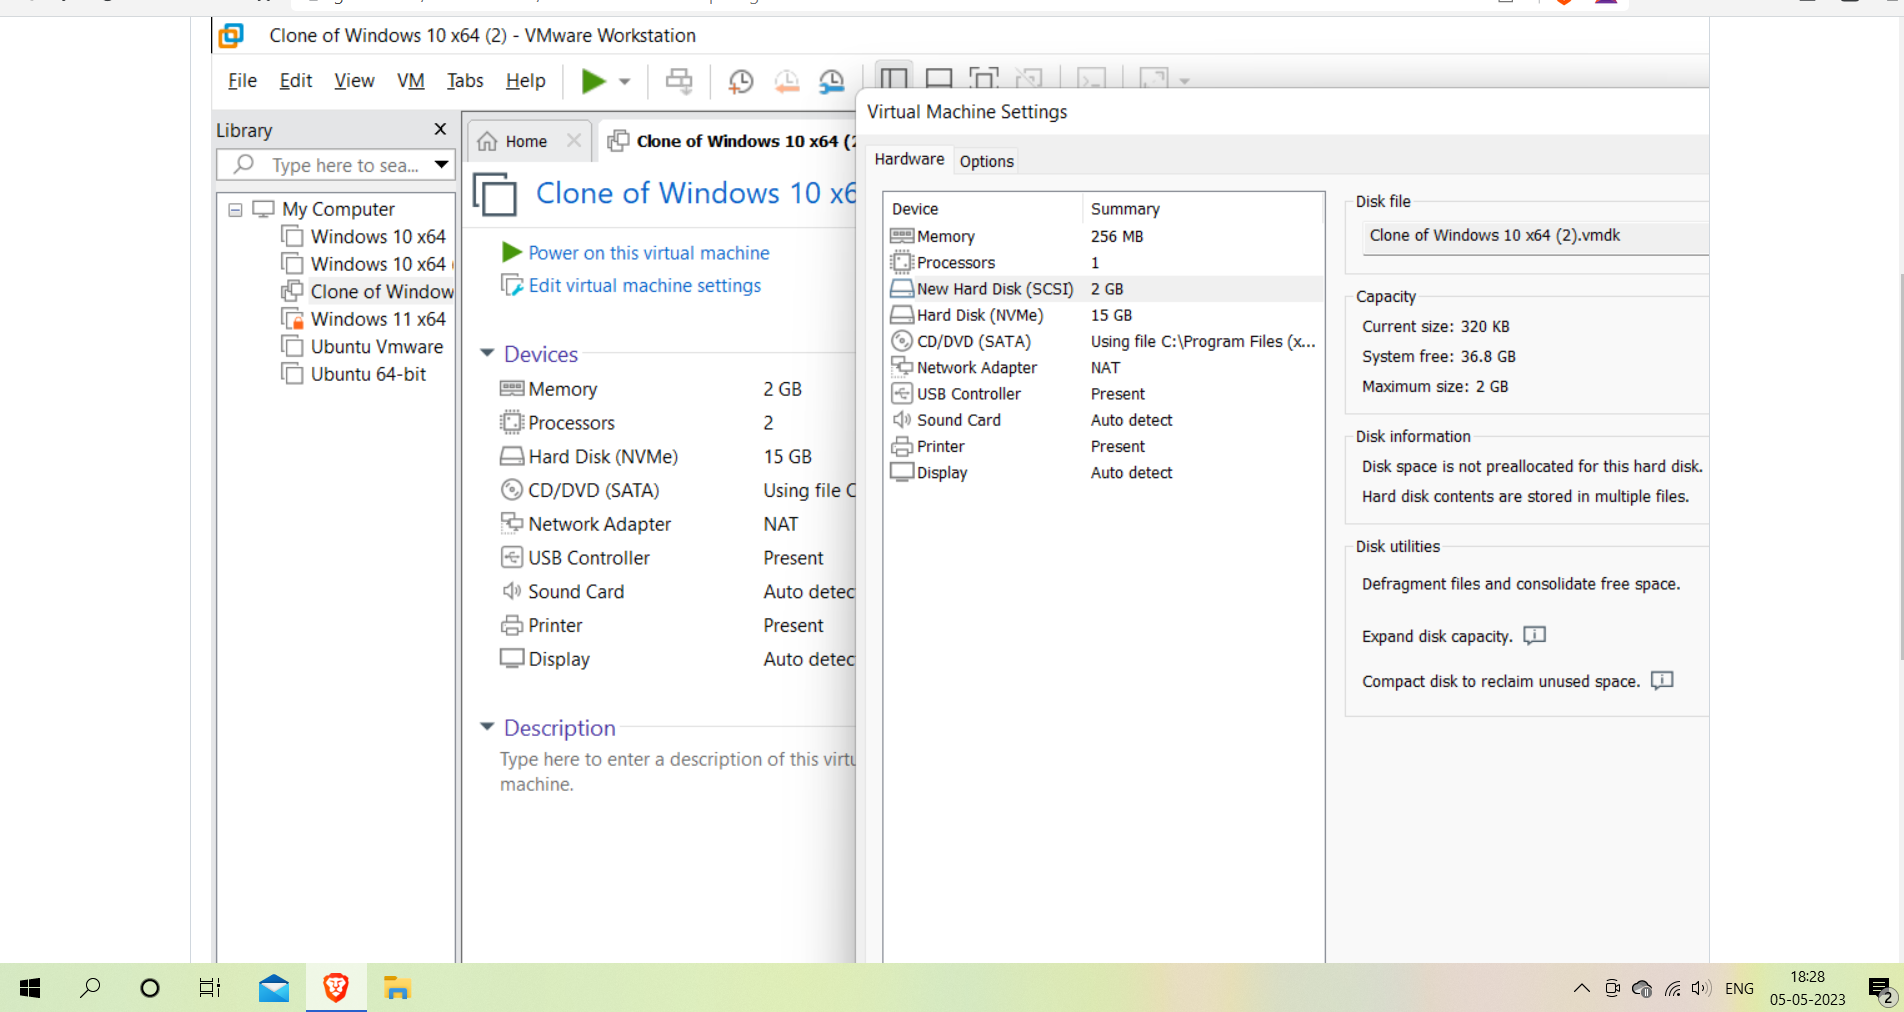 Clone of Windows 10 x64 (2) - VMware Workstation
File Edit View VM Tabs Help
Library
Type here to sea...
My Computer
Windows 10 x64
Windows 10 x64
Clone of Window
Windows 11 x64
Ubuntu Vmware
Ubuntu 64-bit
Home
Clone of Windows 10 x64 (2
Clone of Windows 10 x6
Power on this virtual machine
Edit virtual machine settings
Devices
Memory 2 GB
Processors 2
Hard Disk (NVMe) 15 GB
CD/DVD (SATA) Using file C
Network Adapter NAT
USB Controller Present
Sound Card Auto detec
Printer Present
Display Auto detec
Description
Type here to enter a description of this virtu
machine.
Virtual Machine Settings
Hardware Options
Device Summary
Memory 256 MB
Processors 1
New Hard Disk (SCSI) 2 GB
Hard Disk (NVMe) 15 GB
CD/DVD (SATA) Using file C:\Program Files (x...
Network Adapter NAT
USB Controller Present
Sound Card Auto detect
Printer Present
Display Auto detect
Disk file
Clone of Windows 10 x64 (2).vmdk
Capacity
Current size: 320 KB
System free: 36.8 GB
Maximum size: 2 GB
Disk information
Disk space is not preallocated for this hard disk.
Hard disk contents are stored in multiple files.
Disk utilities
Defragment files and consolidate free space.
Expand disk capacity.
Compact disk to reclaim unused space.
ENG
18:28
05-05-2023
2